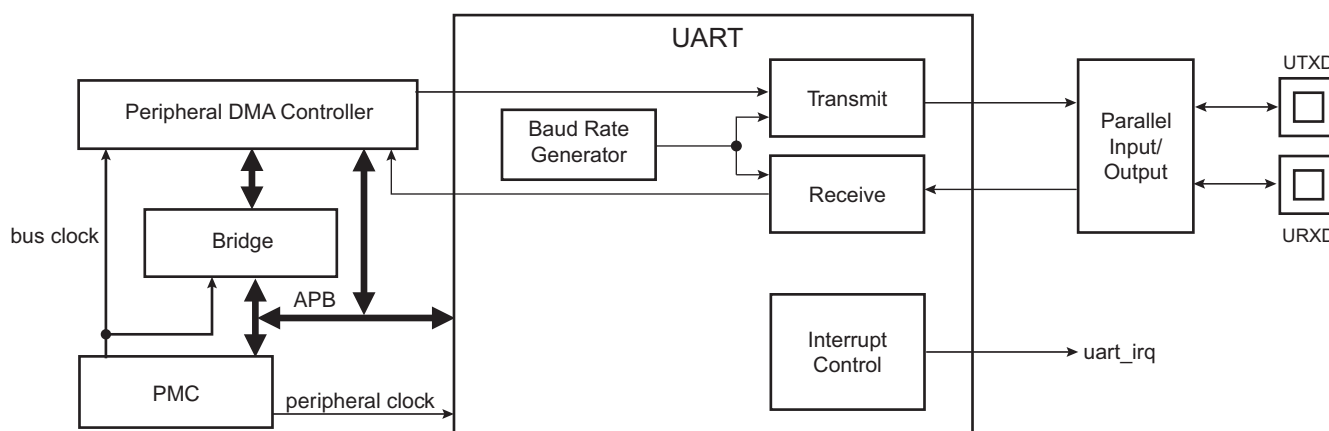 UART
UTXD
Peripheral DMA Controller
Transmit
Baud Rate
Generator
Parallel
Input/
Output
Receive
bus clock
Bridge
URXD
APB
Interrupt
Control
uart_irq
PMC
peripheral clock